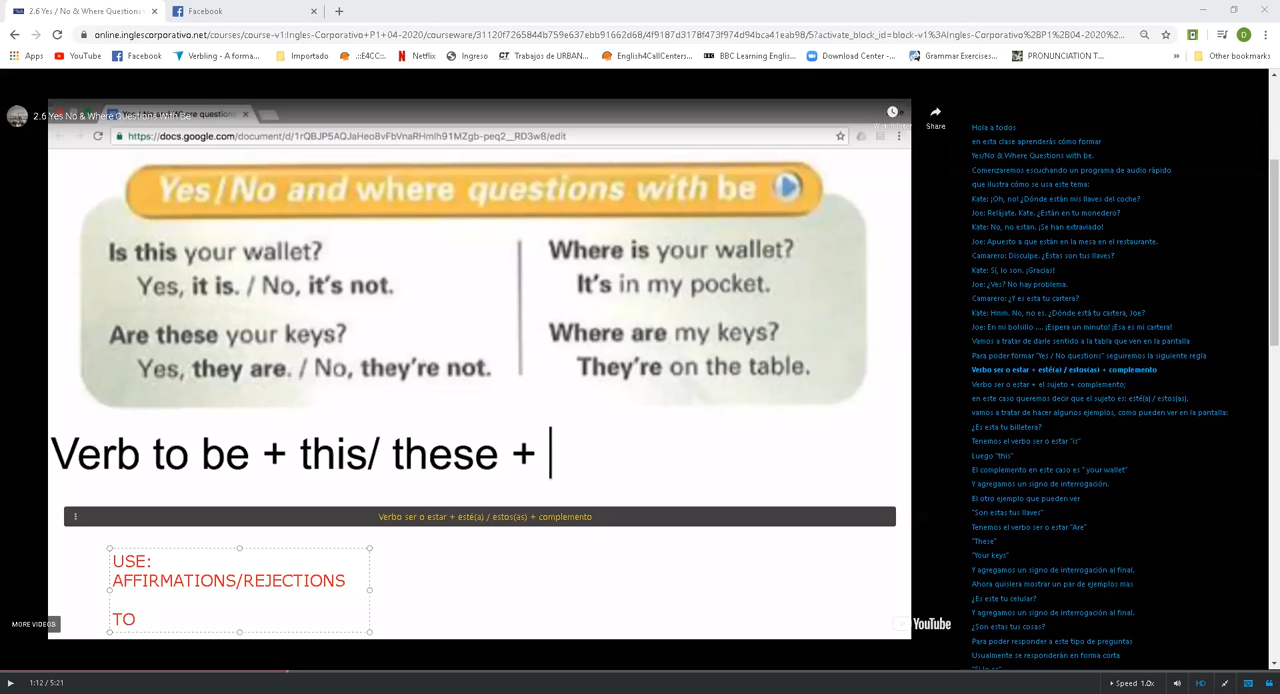 2.6 Yes / No & Where Questions
Facebook
online.inglescorporativo.net/courses/course-v1:Ingles-Corporativo+P1+04-2020/courseware/31120f7265844b759e637ebb91662d68/4f9187d3178f473f974d94bca41eab98/5?activate_block_id=block-v1%3AIngles-Corporativo%2BP1%2B04-2020%...
Apps
YouTube
Facebook
Verbling - A forma...
Importado
.::E4CC::.
Netflix
Ingreso
Trabajos de URBAN...
English4CallCenters...
BBC Learning Englis...
Download Center -...
Grammar Exercises...
PRONUNCIATION T...
»
Other bookmarks
2.6 Yes No & Where Questions With Be
https://docs.google.com/document/d/1rQBJP5AQJaHeo8vFbVnaRHmlh91MZgb-peq2__RD3w8/edit
Share
Yes/No and where questions with be
Is this your wallet?
Yes, it is. / No, it's not.
Are these your keys?
Yes, they are. / No, they're not.
Where is your wallet?
It's in my pocket.
Where are my keys?
They're on the table.
Verb to be + this/ these +
Verbo ser o estar + esté(a) / estos(as) + complemento
USE:
AFFIRMATIONS/REJECTIONS
TO
MORE VIDEOS
YouTube
Hola a todos
en esta clase aprenderás cómo formar
Yes/No & Where Questions with be.
Comenzaremos escuchando un programa de audio rápido
que ilustra cómo se usa este tema:
Kate: ¡Oh, no! ¿Dónde están mis llaves del coche?
Joe: Relájate. Kate. ¿Están en tu monedero?
Kate: No, no estan. ¡Se han extraviado!
Joe: Apuesto a que están en la mesa en el restaurante.
Camarero: Disculpe. ¿Estas son tus llaves?
Kate: Sí, lo son. ¡Gracias!
Joe: ¿Ves? No hay problema.
Camarero: ¿Y es esta tu cartera?
Kate: Hmm. No, no es. ¿Dónde está tu cartera, Joe?
Joe: En mi bolsillo .... ¡Espera un minuto! ¡Esa es mi cartera!
Vamos a tratar de darle sentido a la tabla que ven en la pantalla
Para poder formar "Yes / No questions" seguiremos la siguiente regla
Verbo ser o estar + esté(a) / estos(as) + complemento
Verbo ser o estar + el sujeto + complemento;
en este caso queremos decir que el sujeto es: esté(a) / estos(as).
vamos a tratar de hacer algunos ejemplos, como pueden ver en la pantalla:
¿Es esta tu billetera?
Tenemos el verbo ser o estar "is"
Luego "this"
El complemento en este caso es " your wallet"
Y agregamos un signo de interrogación.
El otro ejemplo que pueden ver
"Son estas tus llaves"
Tenemos el verbo ser o estar "Are"
"These"
"Your keys"
Y agregamos un signo de interrogación al final.
Ahora quisiera mostrar un par de ejemplos mas
¿Es este tu celular?
Y agregamos un signo de interrogación al final.
¿Son estas tus cosas?
Para poder responder a este tipo de preguntas
Usualmente se responderán en forma corta
1:12 / 5:21
Speed 1.0x
HD